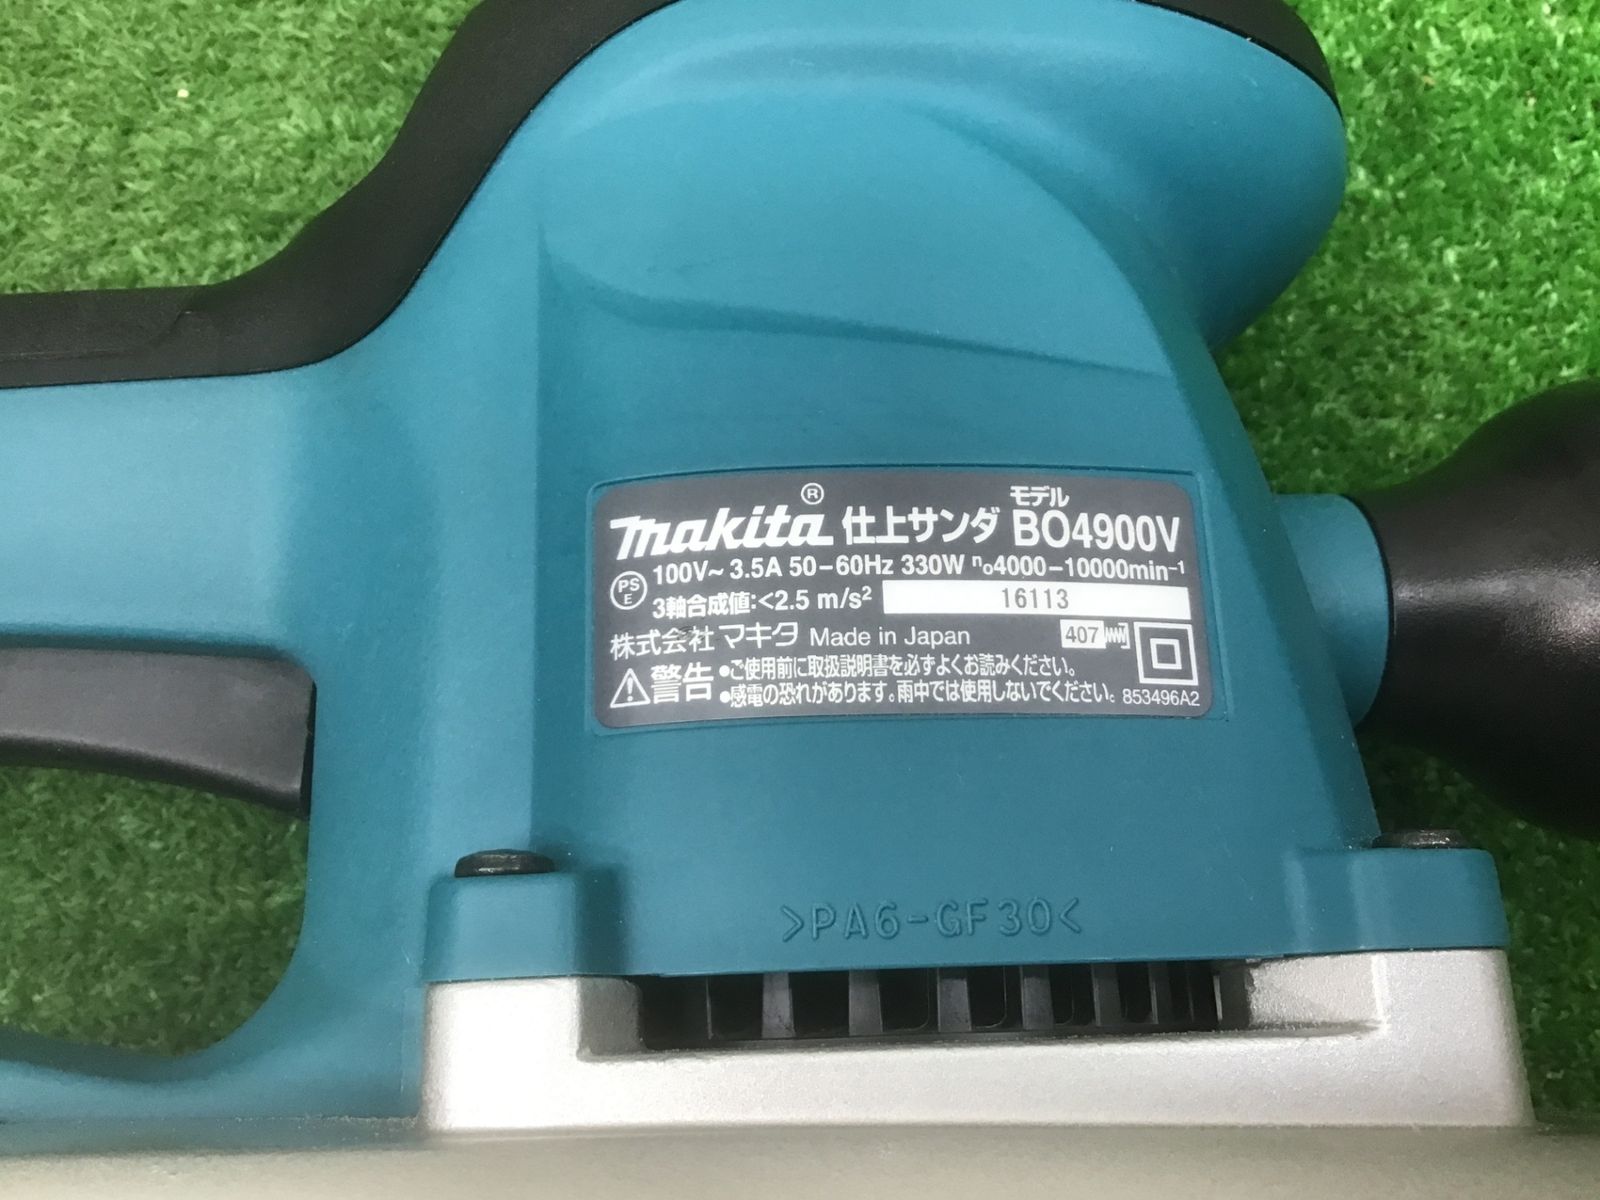 makita® 仕上サンダ モデル BO4900V
PS E 100V~ 3.5A 50-60Hz 330W n₀4000-10000min⁻¹
3軸合成値:<2.5 m/s² 16113
株式会社 マキタ Made in Japan 407
警告 •ご使用前に取扱説明書を必ずよくお読みください。
•感電の恐れがあります。雨中では使用しないでください。 853496A2
>PA6-GF30<